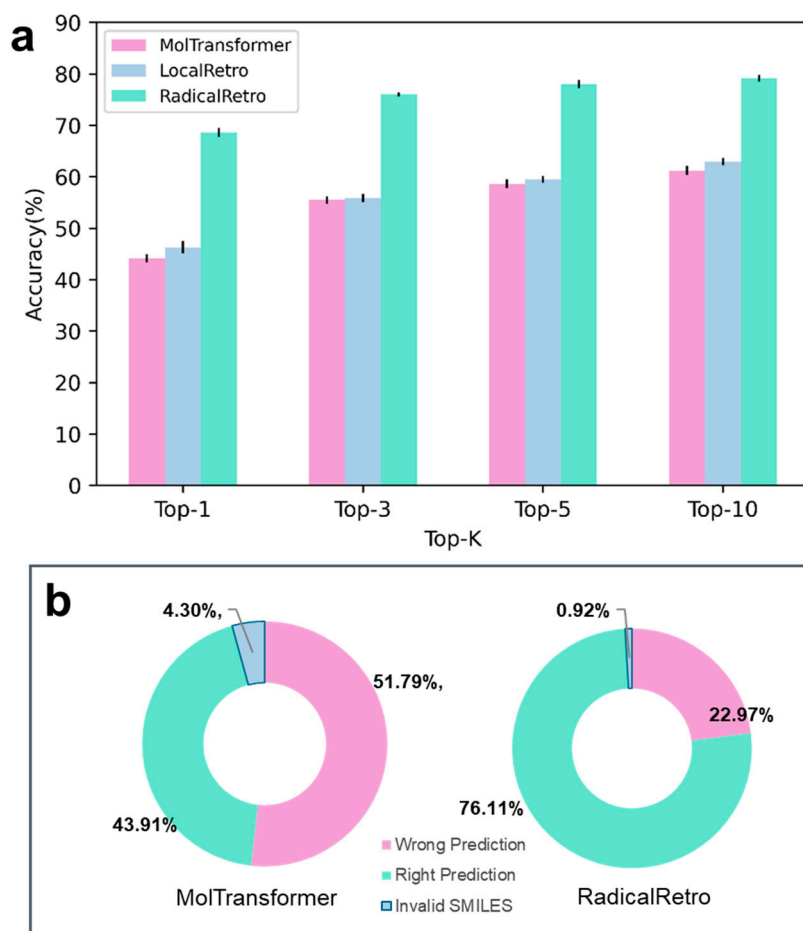 a
90
80
70
60
50
40
30
20
10
0
Accuracy(%)
MolTransformer
LocalRetro
RadicalRetro
Top-1 Top-3 Top-5 Top-10
Top-K
b
4.30%,
51.79%,
43.91%
MolTransformer
0.92%
22.97%
76.11%
RadicalRetro
Wrong Prediction
Right Prediction
Invalid SMILES